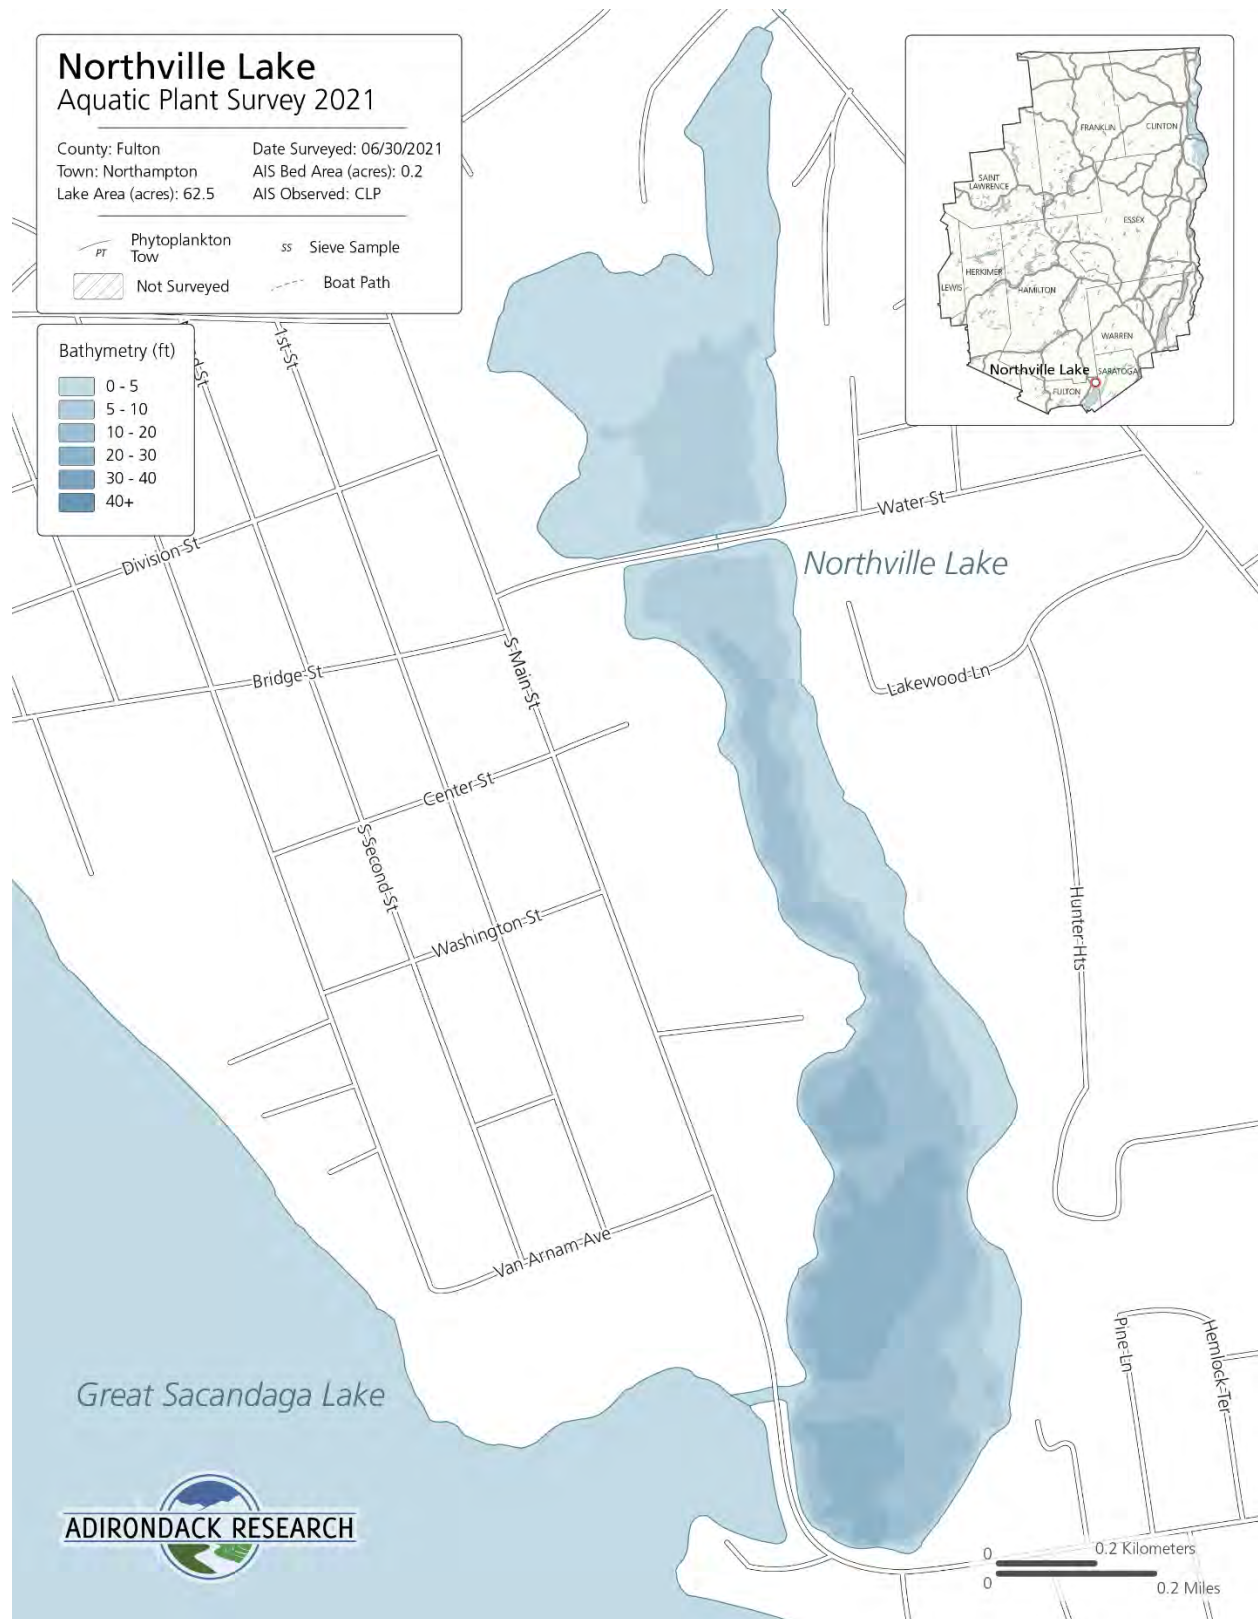 Northville Lake
Aquatic Plant Survey 2021
County: Fulton
Date Surveyed: 06/30/2021
Town: Northampton
AIS Bed Area (acres): 0.2
Lake Area (acres): 62.5
AIS Observed: CLP
PT
Phytoplankton
Tow
SS
Sieve Sample
Not Surveyed
Boat Path
Bathymetry (ft)
0 - 5
5 - 10
10 - 20
20 - 30
30 - 40
40+
FRANKLIN
CLINTON
SAINT
LAWRENCE
ESSEX
HERKIMER
LEWIS
HAMILTON
WARREN
Northville Lake
SARATOGA
FULTON
1st-St
Division-St
Water St
Northville Lake
Bridge-St
S-Main-St
Lakewood-Ln
Center-St
S-Second-St
Washington-St
Hunter-Hts
Van-Arnam-Ave
Pine-Ln
Hemlock-Ter
Great Sacandaga Lake
ADIRONDACK RESEARCH
0
0.2 Kilometers
0
0.2 Miles